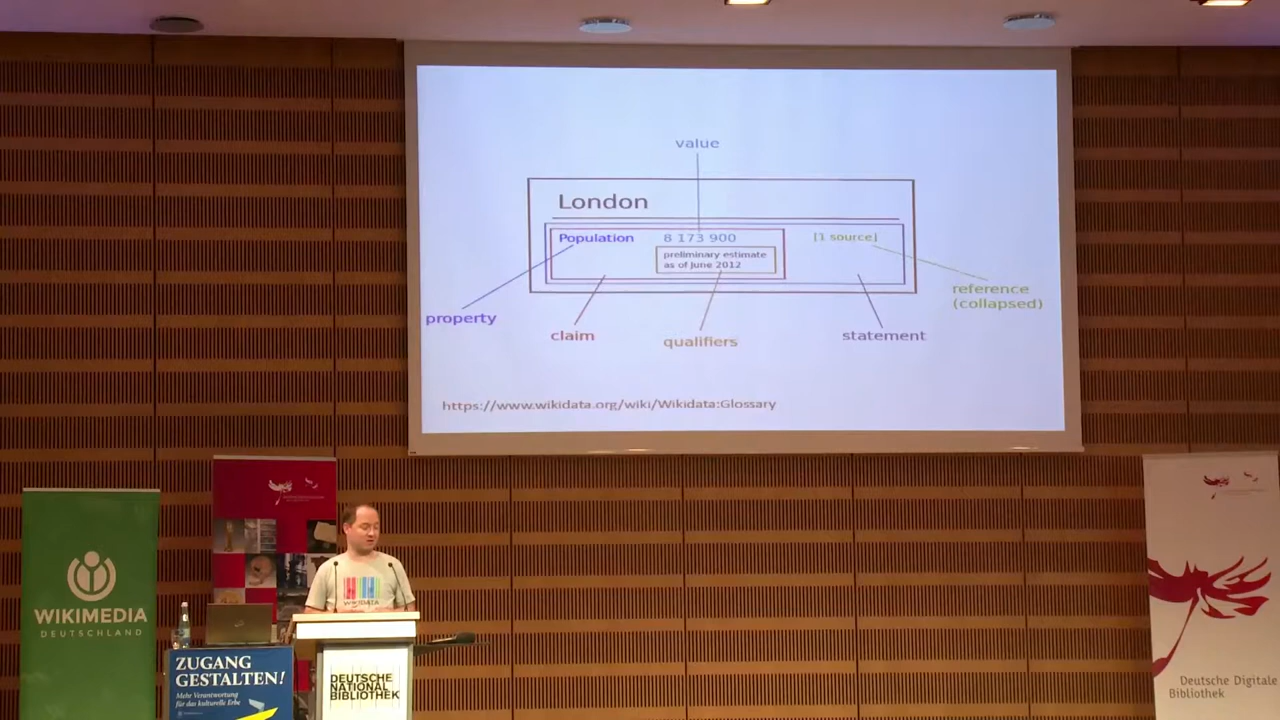 value
London
Population 8 173 900 [1 source]
preliminary estimate
as of June 2012
reference
(collapsed)
property
claim
qualifiers
statement
https://www.wikidata.org/wiki/Wikidata:Glossary
WIKIMEDIA
DEUTSCHLAND
WIKIDATA
ZUGANG
GESTALTEN!
Mehr Verantwortung
für das kulturelle Erbe
DEUTSCHE
NATIONAL
BIBLIOTHEK
Deutsche Digitale
Bibliothek